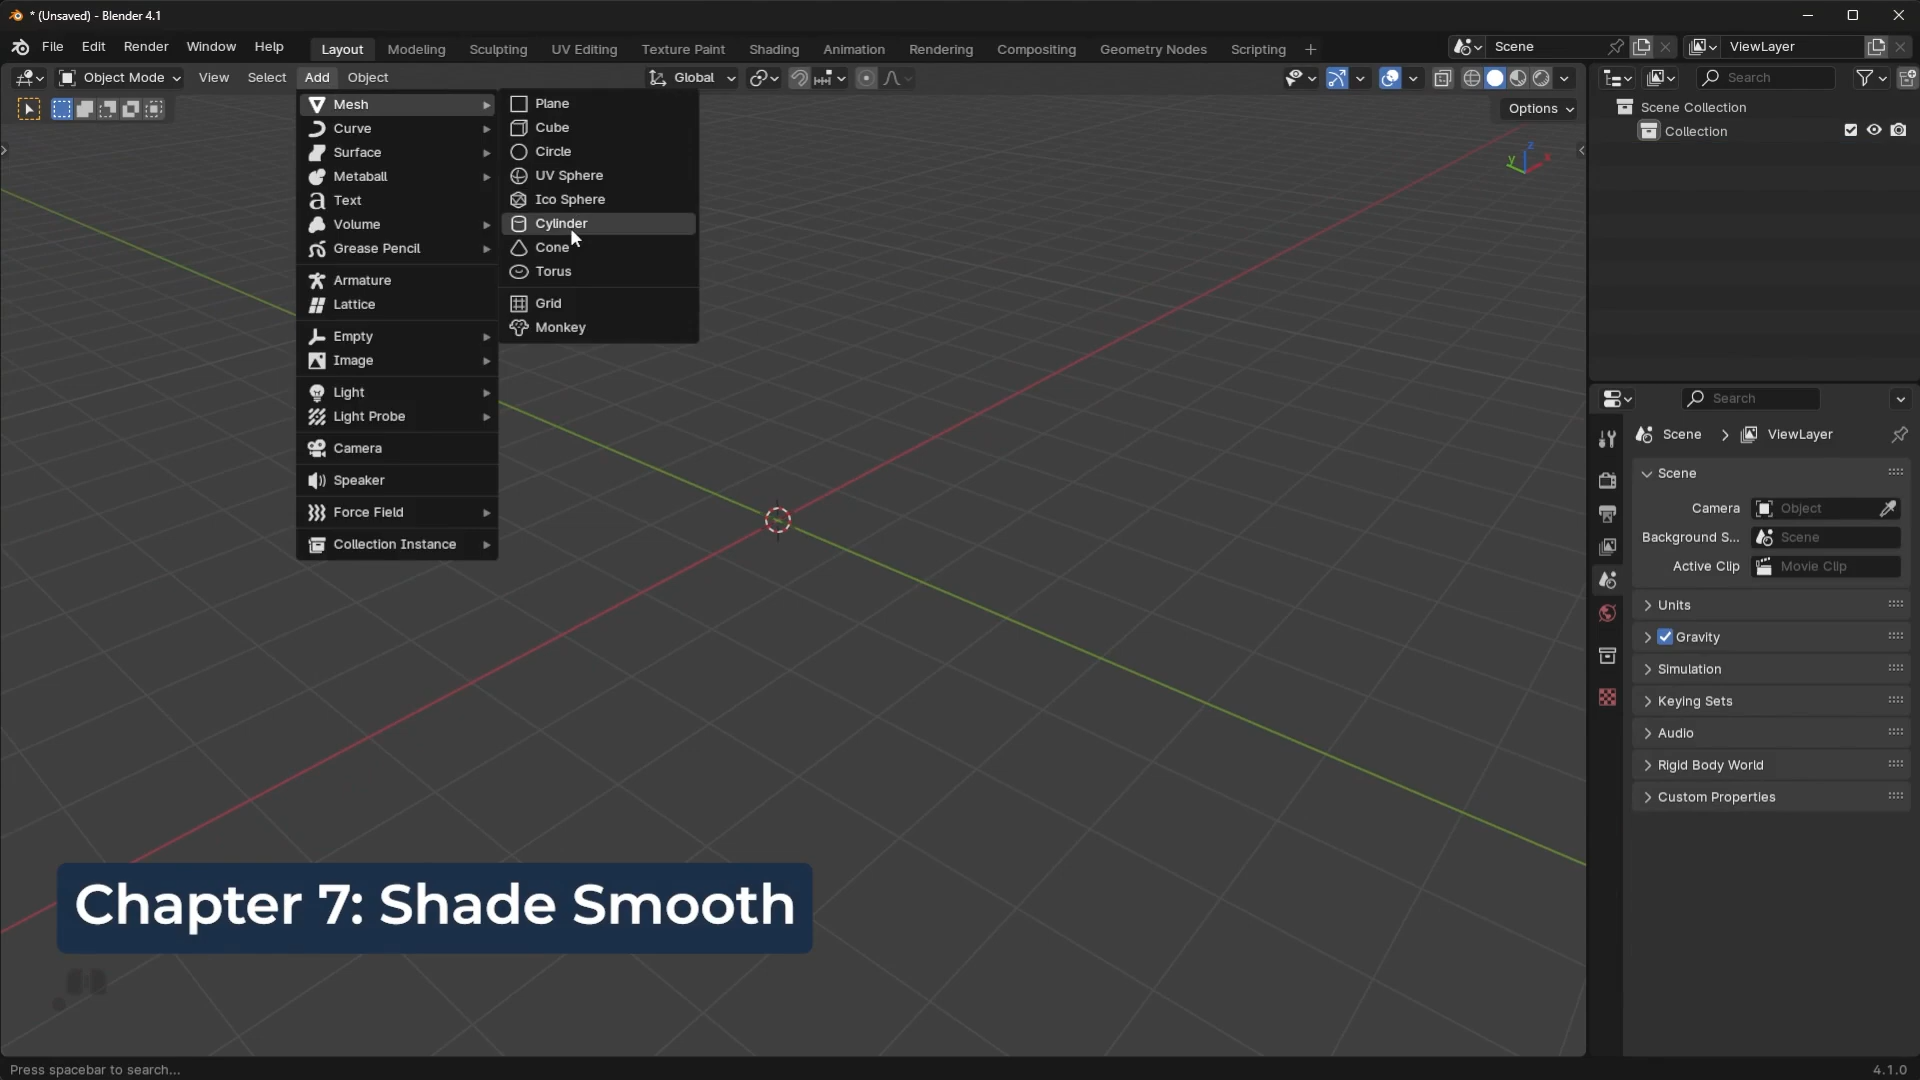 * (Unsaved) - Blender 4.1
File Edit Render Window Help Layout Modeling Sculpting UV Editing Texture Paint Shading Animation Rendering Compositing Geometry Nodes Scripting + Scene ViewLayer
Object Mode View Select Add Object Global Search
Options
Mesh
Curve
Surface
Metaball
Text
Volume
Grease Pencil
Armature
Lattice
Empty
Image
Light
Light Probe
Camera
Speaker
Force Field
Collection Instance
Plane
Cube
Circle
UV Sphere
Ico Sphere
Cylinder
Cone
Torus
Grid
Monkey
z
y
x
Scene Collection
Collection
Search
Scene > ViewLayer
Scene
Camera Object
Background S... Scene
Active Clip Movie Clip
Units
Gravity
Simulation
Keying Sets
Audio
Rigid Body World
Custom Properties
Chapter 7: Shade Smooth
Press spacebar to search...
4.1.0